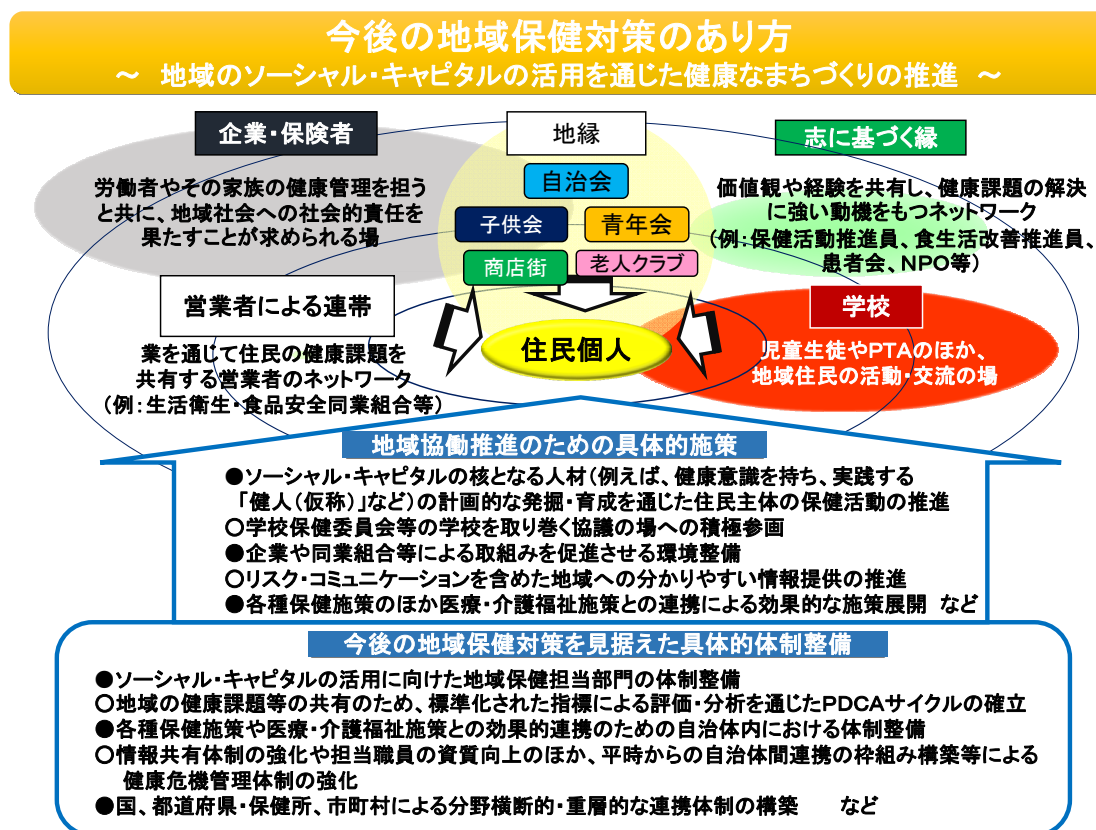 今後の地域保健対策のあり方
～ 地域のソーシャル・キャピタルの活用を通じた健康なまちづくりの推進 ～
企業・保険者
労働者やその家族の健康管理を担う
と共に、地域社会への社会的責任を
果たすことが求められる場
地縁
自治会
子供会
青年会
商店街
老人クラブ
志に基づく縁
価値観や経験を共有し、健康課題の解決
に強い動機をもつネットワーク
(例：保健活動推進員、食生活改善推進員、
患者会、NPO等)
営業者による連帯
業を通じて住民の健康課題を
共有する営業者のネットワーク
(例：生活衛生・食品安全同業組合等)
住民個人
学校
児童生徒やPTAのほか、
地域住民の活動・交流の場
地域協働推進のための具体的施策
●ソーシャル・キャピタルの核となる人材(例えば、健康意識を持ち、実践する
「健人(仮称)」など)の計画的な発掘・育成を通じた住民主体の保健活動の推進
○学校保健委員会等の学校を取り巻く協議の場への積極参画
●企業や同業組合等による取組みを促進させる環境整備
○リスク・コミュニケーションを含めた地域への分かりやすい情報提供の推進
●各種保健施策のほか医療・介護福祉施策との連携による効果的な施策展開 など
今後の地域保健対策を見据えた具体的体制整備
●ソーシャル・キャピタルの活用に向けた地域保健担当部門の体制整備
○地域の健康課題等の共有のため、標準化された指標による評価・分析を通じたPDCAサイクルの確立
●各種保健施策や医療・介護福祉施策との効果的連携のための自治体内における体制整備
○情報共有体制の強化や担当職員の資質向上のほか、平時からの自治体間連携の枠組み構築等による
健康危機管理体制の強化
●国、都道府県・保健所、市町村による分野横断的・重層的な連携体制の構築 など